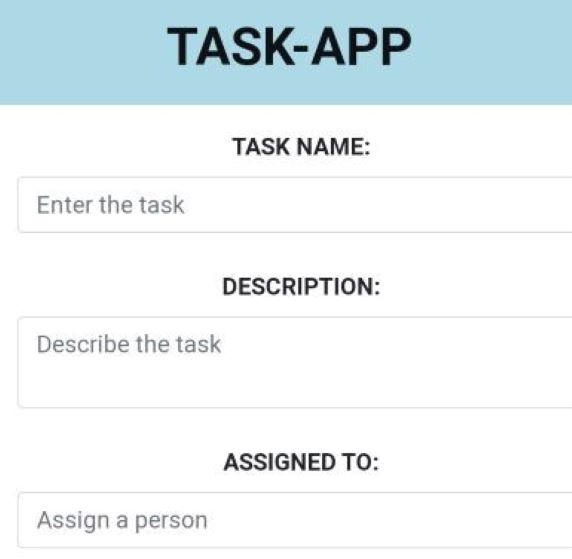 TASK-APP
TASK NAME:
Enter the task
DESCRIPTION:
Describe the task
ASSIGNED TO:
Assign a person